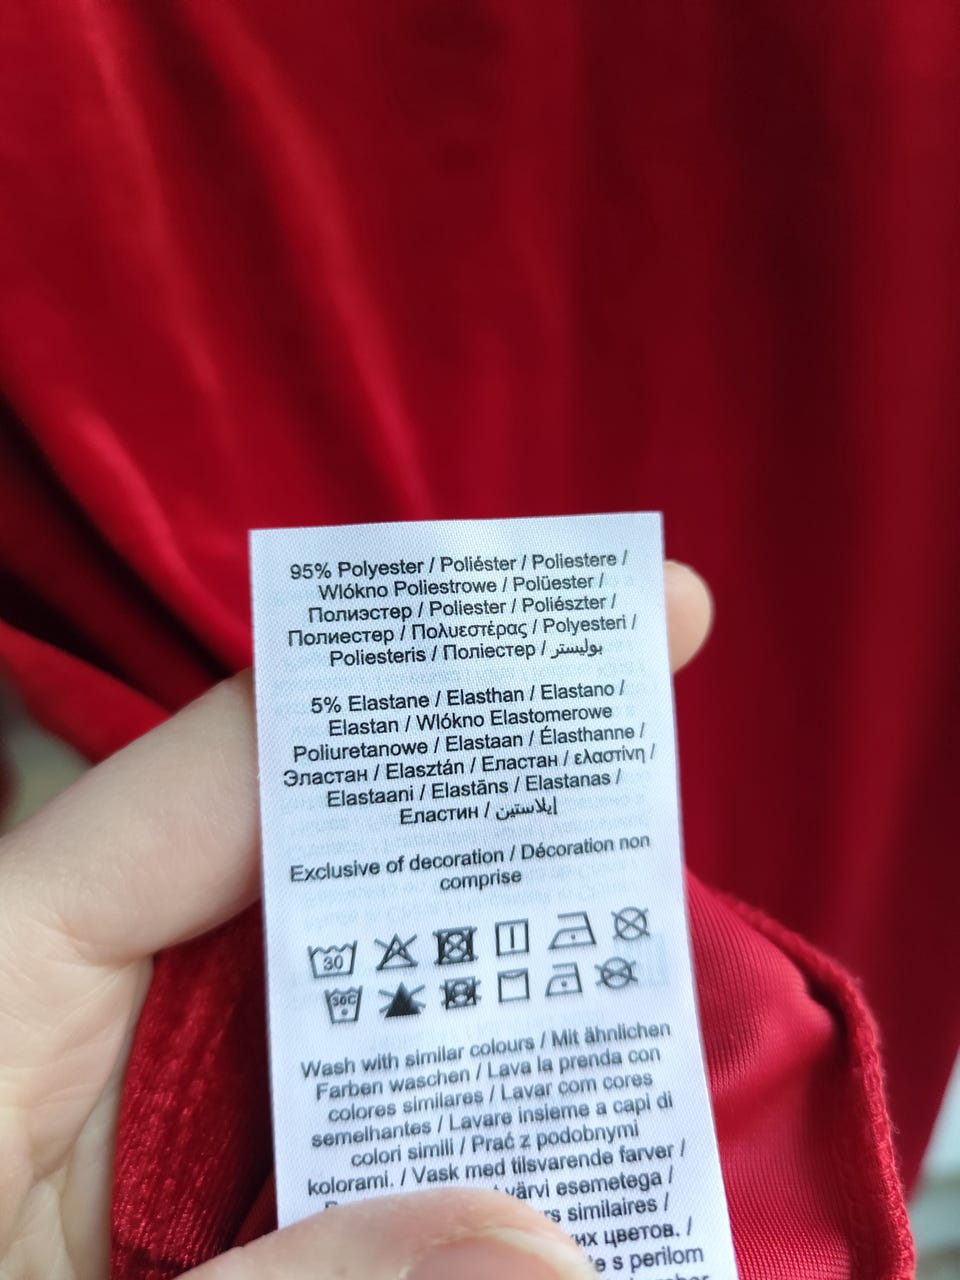 95% Polyester / Poliéster / Poliestere /
Wlókno Poliestrowe / Polüester /
Полиэстер / Poliester / Poliészter /
Полиестер / Πολυεστέρας / Polyesteri /
Poliesteris / Поліестер / بوليستر
5% Elastane / Elasthan / Elastano /
Elastan / Wlókno Elastomerowe
Poliuretanowe / Elastaan / Élasthanne /
Эластан / Elasztán / Еластан / ελαστίνη /
Elastaani / Elastāns / Elastanas /
Еластин / إيلاستين
Exclusive of decoration / Décoration non
comprise
30
30C
Wash with similar colours / Mit ähnlichen
Farben waschen / Lava la prenda con
colores similares / Lavar com cores
semelhantes / Lavare insieme a capi di
colori simili / Prać z podobnymi
kolorami. / Vask med tilsvarende farver /
värvi esemetega /
similaires /
цветов. /
s perilom